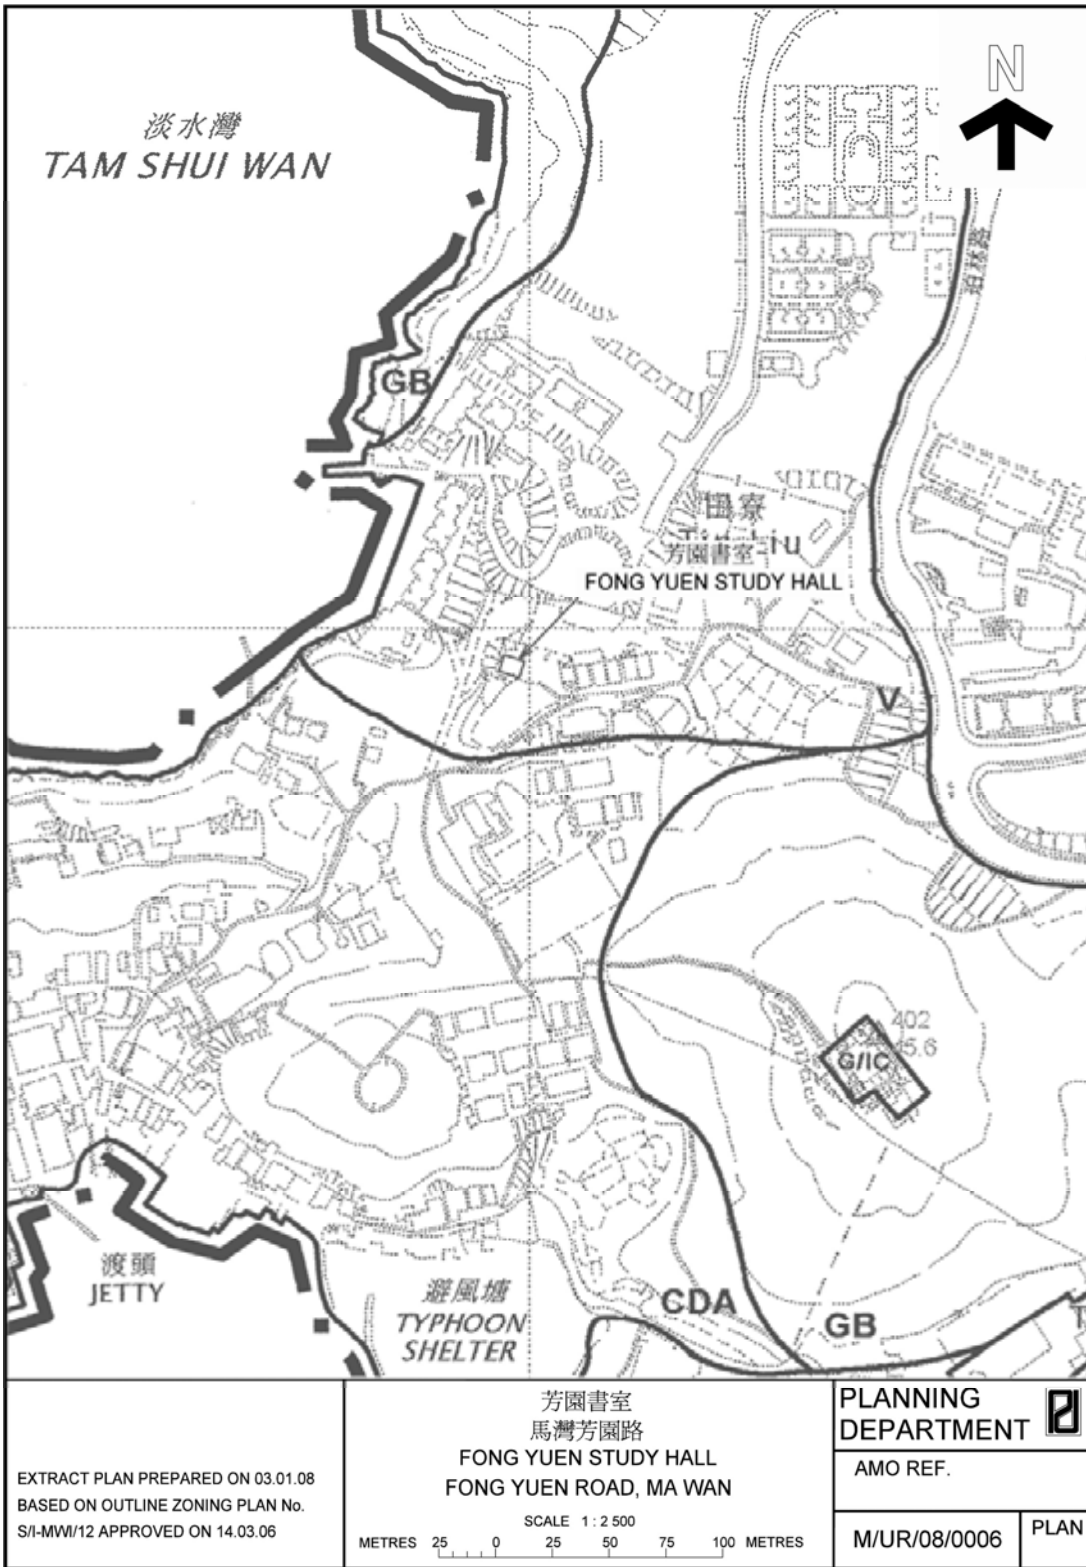 N
淡水灣
TAM SHUI WAN
GB
田寮
芳園書室
FONG YUEN STUDY HALL
V
402
5.6
G/IC
渡頭
JETTY
避風塘
TYPHOON
SHELTER
CDA
GB
T
EXTRACT PLAN PREPARED ON 03.01.08
BASED ON OUTLINE ZONING PLAN No.
S/I-MWI/12 APPROVED ON 14.03.06
芳園書室
馬灣芳園路
FONG YUEN STUDY HALL
FONG YUEN ROAD, MA WAN
SCALE 1 : 2 500
METRES 25 0 25 50 75 100 METRES
PLANNING
DEPARTMENT
AMO REF.
M/UR/08/0006
PLAN